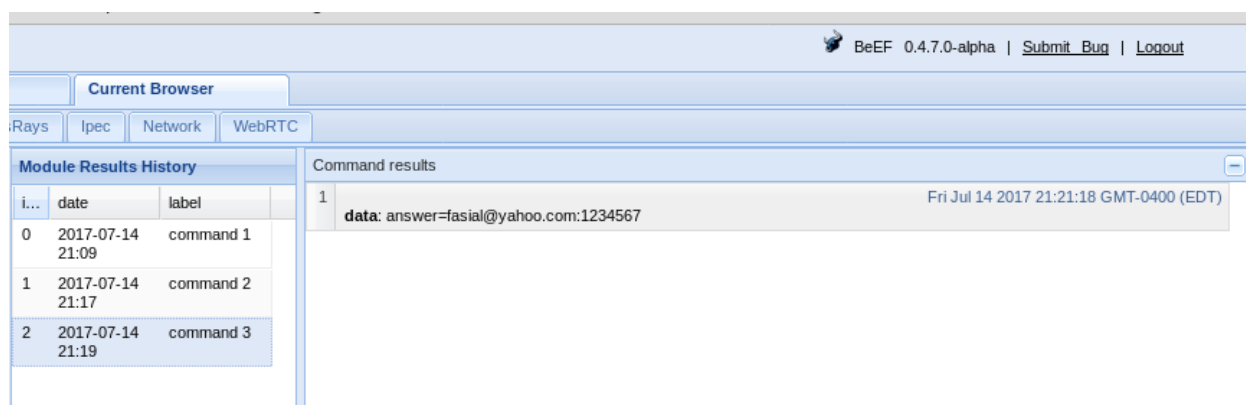 BeEF 0.4.7.0-alpha | Submit Bug | Logout
Current Browser
Ipec Network WebRTC
Module Results History
i... date label
0 2017-07-14 21:09 command 1
1 2017-07-14 21:17 command 2
2 2017-07-14 21:19 command 3
Command results
1 Fri Jul 14 2017 21:21:18 GMT-0400 (EDT)
data: answer=fasial@yahoo.com:1234567